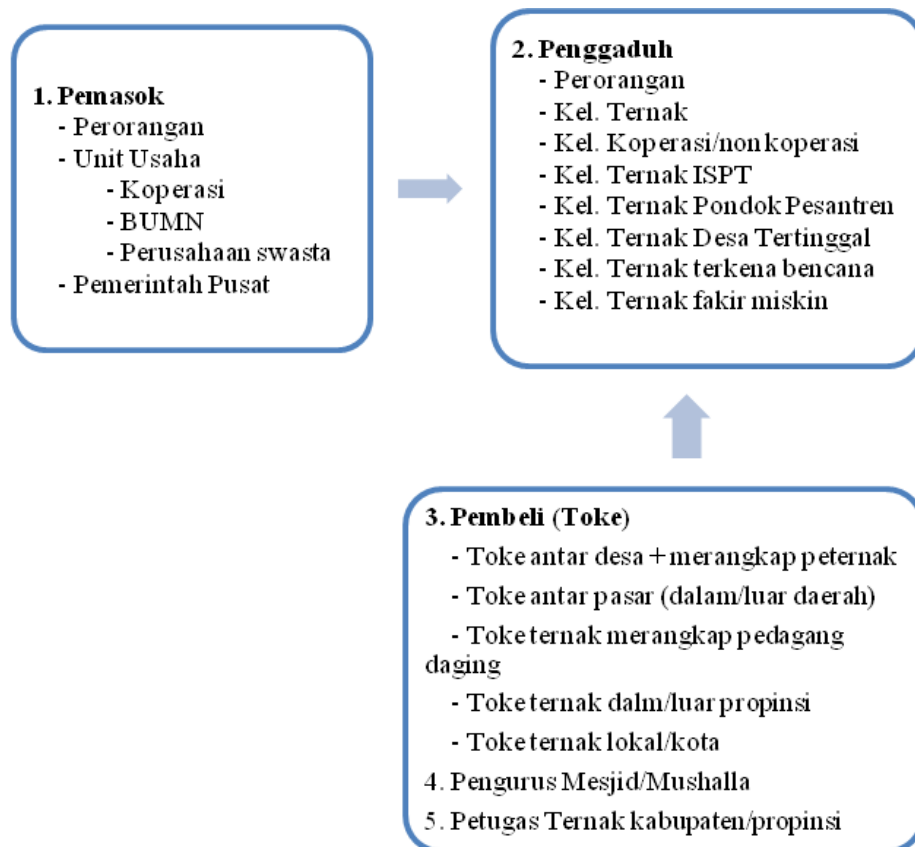 1. Pemasok
- Perorangan
- Unit Usaha
- Koperasi
- BUMN
- Perusahaan swasta
- Pemerintah Pusat
2. Penggaduh
- Perorangan
- Kel. Ternak
- Kel. Koperasi/non koperasi
- Kel. Ternak ISPT
- Kel. Ternak Pondok Pesantren
- Kel. Ternak Desa Tertinggal
- Kel. Ternak terkena bencana
- Kel. Ternak fakir miskin
3. Pembeli (Toke)
- Toke antar desa + merangkap peternak
- Toke antar pasar (dalam/luar daerah)
- Toke ternak merangkap pedagang
daging
- Toke ternak dalm/luar propinsi
- Toke ternak lokal/kota
4. Pengurus Mesjid/Mushalla
5. Petugas Ternak kabupaten/propinsi